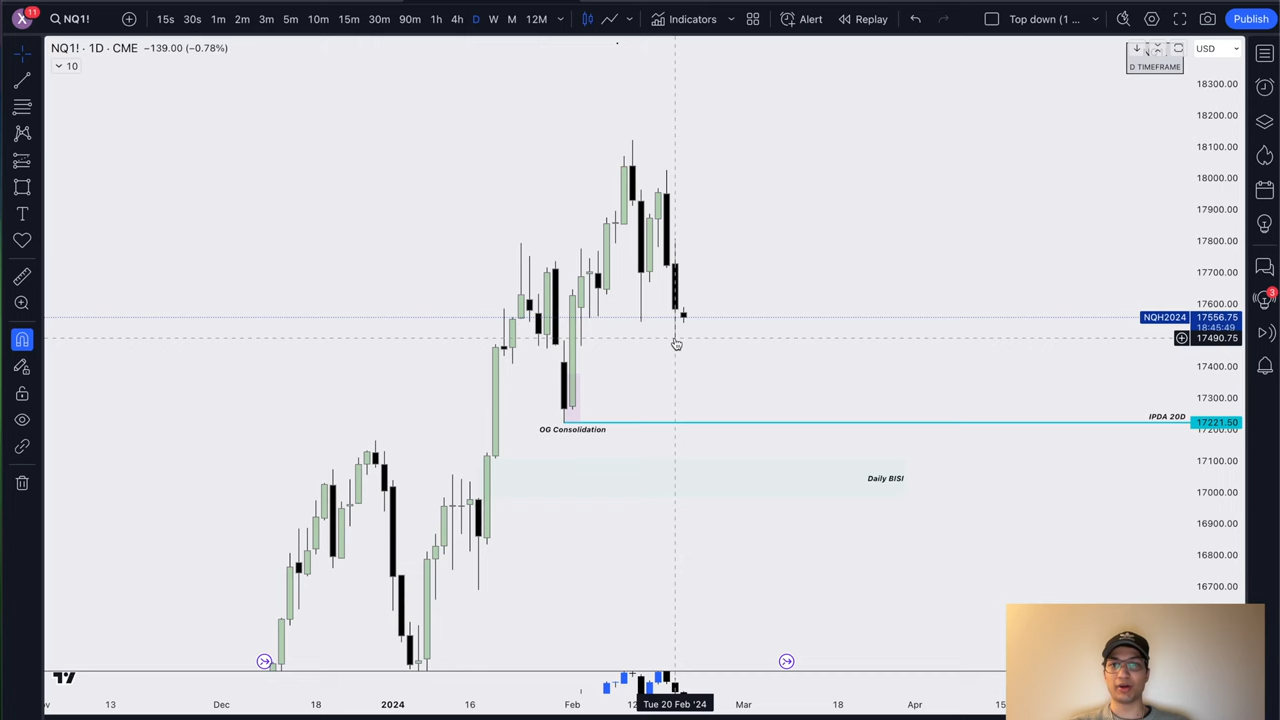 X 11 NQ1! 15s 30s 1m 2m 3m 5m 10m 15m 30m 90m 1h 4h D W M 12M Indicators Alert Replay Top down (1 ... Publish
NQ1! · 1D · CME −139.00 (−0.78%)
USD
10
D TIMEFRAME
18300.00
18200.00
18100.00
18000.00
17900.00
17800.00
17700.00
17600.00
NQH2024 17556.75
18:45:49
17490.75
17400.00
17300.00
IPDA 20D
17221.50
17200.00
OG Consolidation
17100.00
Daily BISI
17000.00
16900.00
16800.00
16700.00
3
13 Dec 18 2024 16 Feb 12 Tue 20 Feb '24 Mar 18 Apr 15